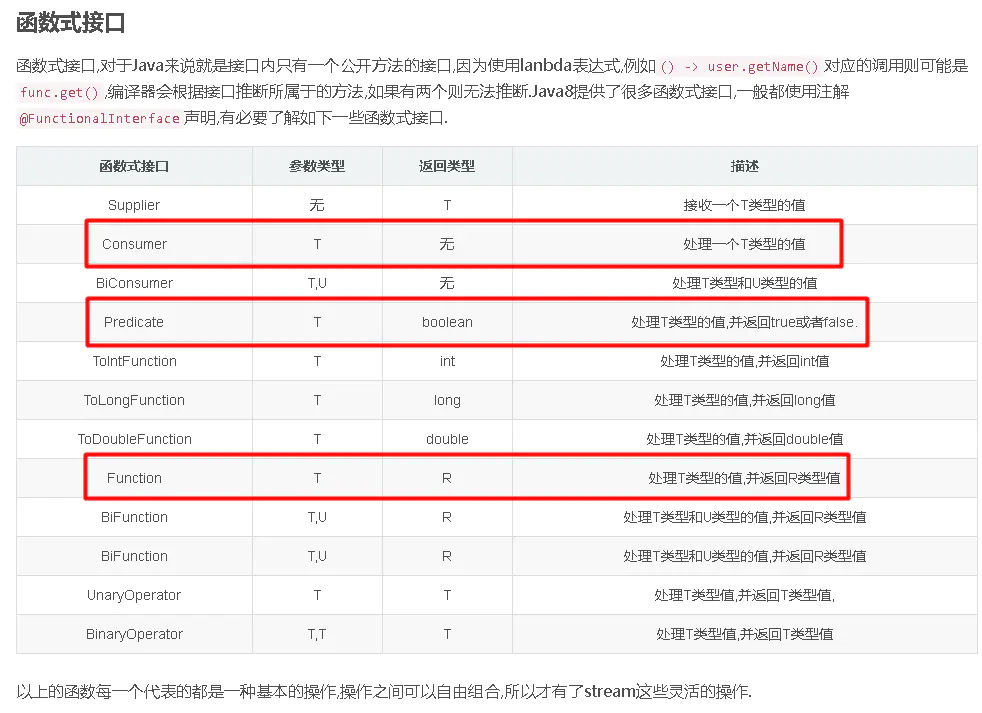 函数式接口
函数式接口,对于Java来说就是接口内只有一个公开方法的接口,因为使用lanbda表达式,例如 () -> user.getName() 对应的调用则可能是
func.get() ,编译器会根据接口推断所属于的方法,如果有两个则无法推断.Java8提供了很多函数式接口,一般都使用注解
@FunctionalInterface 声明,有必要了解如下一些函数式接口.
函数式接口 参数类型 返回类型 描述
Supplier 无 T 接收一个T类型的值
Consumer T 无 处理一个T类型的值
BiConsumer T,U 无 处理T类型和U类型的值
Predicate T boolean 处理T类型的值,并返回true或者false.
ToIntFunction T int 处理T类型的值,并返回int值
ToLongFunction T long 处理T类型的值,并返回long值
ToDoubleFunction T double 处理T类型的值,并返回double值
Function T R 处理T类型的值,并返回R类型值
BiFunction T,U R 处理T类型和U类型的值,并返回R类型值
BiFunction T,U R 处理T类型和U类型的值,并返回R类型值
UnaryOperator T T 处理T类型值,并返回T类型值,
BinaryOperator T,T T 处理T类型值,并返回T类型值
以上的函数每一个代表的都是一种基本的操作,操作之间可以自由组合,所以才有了stream这些灵活的操作.